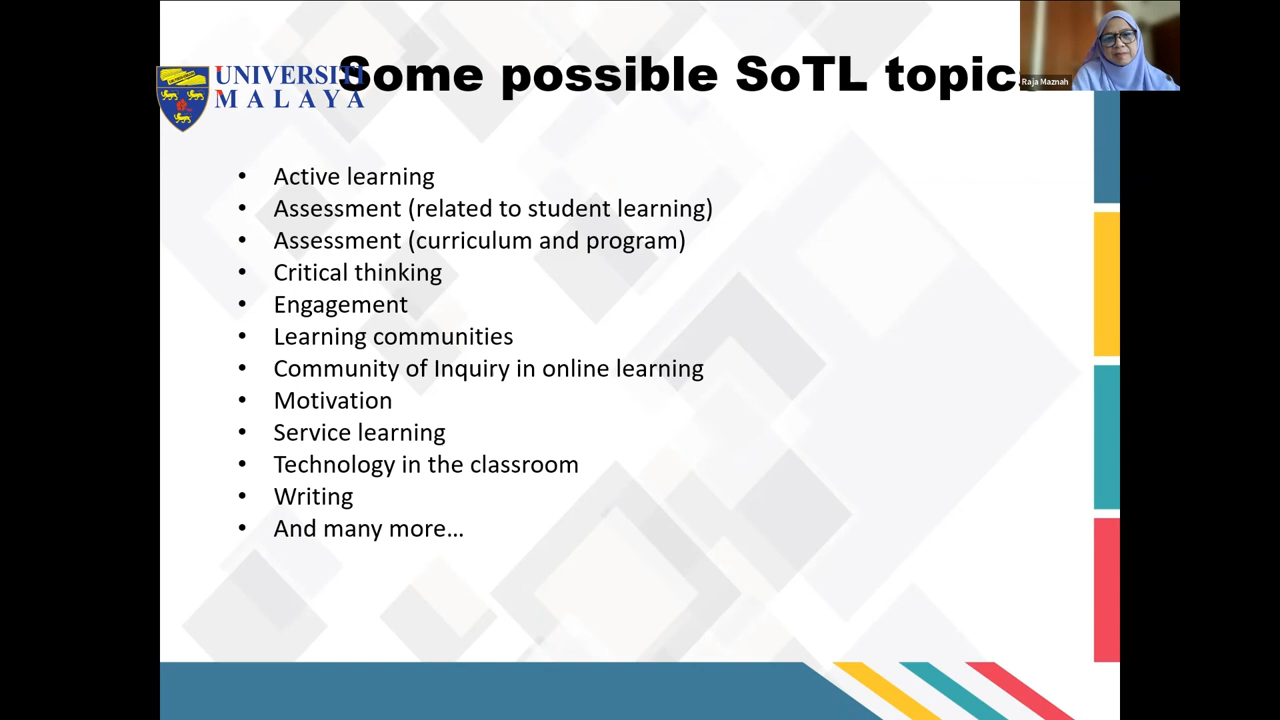 UNIVERSITI
MALAYA
Some possible SoTL topics
Raja Maznah
• Active learning
• Assessment (related to student learning)
• Assessment (curriculum and program)
• Critical thinking
• Engagement
• Learning communities
• Community of Inquiry in online learning
• Motivation
• Service learning
• Technology in the classroom
• Writing
• And many more…